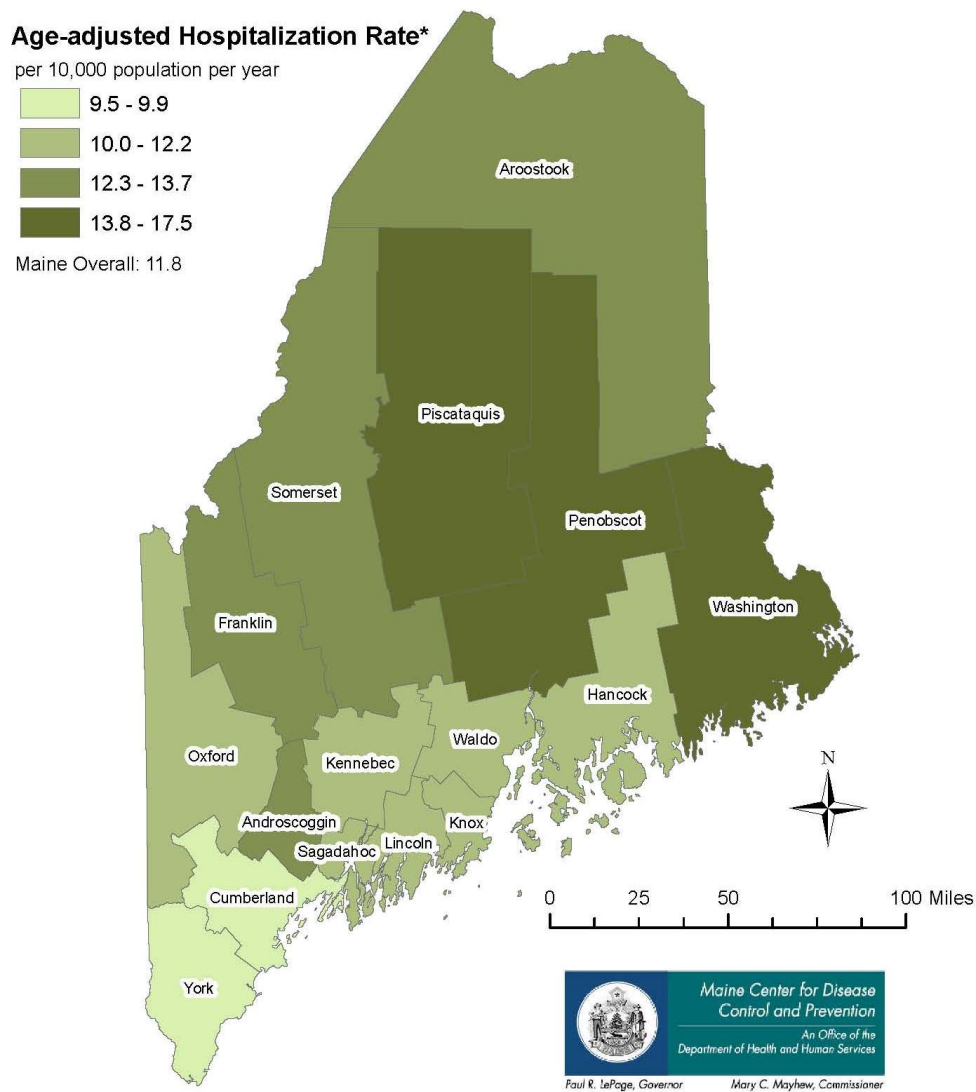 Age-adjusted Hospitalization Rate*
per 10,000 population per year
9.5 - 9.9
10.0 - 12.2
12.3 - 13.7
13.8 - 17.5
Maine Overall: 11.8
Aroostook
Piscataquis
Somerset
Penobscot
Washington
Franklin
Hancock
Waldo
Oxford
Kennebec
Androscoggin
Knox
Lincoln
Sagadahoc
Cumberland
York
N
0 25 50 100 Miles
Maine Center for Disease
Control and Prevention
An Office of the
Department of Health and Human Services
Paul R. LePage, Governor Mary C. Mayhew, Commissioner